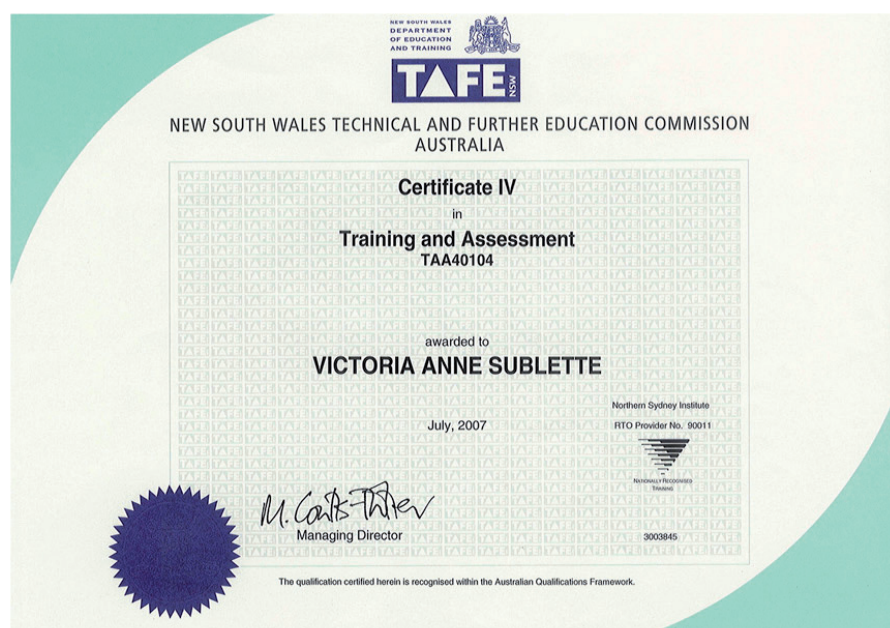 NEW SOUTH WALES
DEPARTMENT
OF EDUCATION
AND TRAINING
TAFE NSW
NEW SOUTH WALES TECHNICAL AND FURTHER EDUCATION COMMISSION
AUSTRALIA
Certificate IV
in
Training and Assessment
TAA40104
awarded to
VICTORIA ANNE SUBLETTE
July, 2007
Northern Sydney Institute
RTO Provider No. 90011
NATIONALLY RECOGNISED
TRAINING
M. Coutts-Trotter
Managing Director
3003845
The qualification certified herein is recognised within the Australian Qualifications Framework.